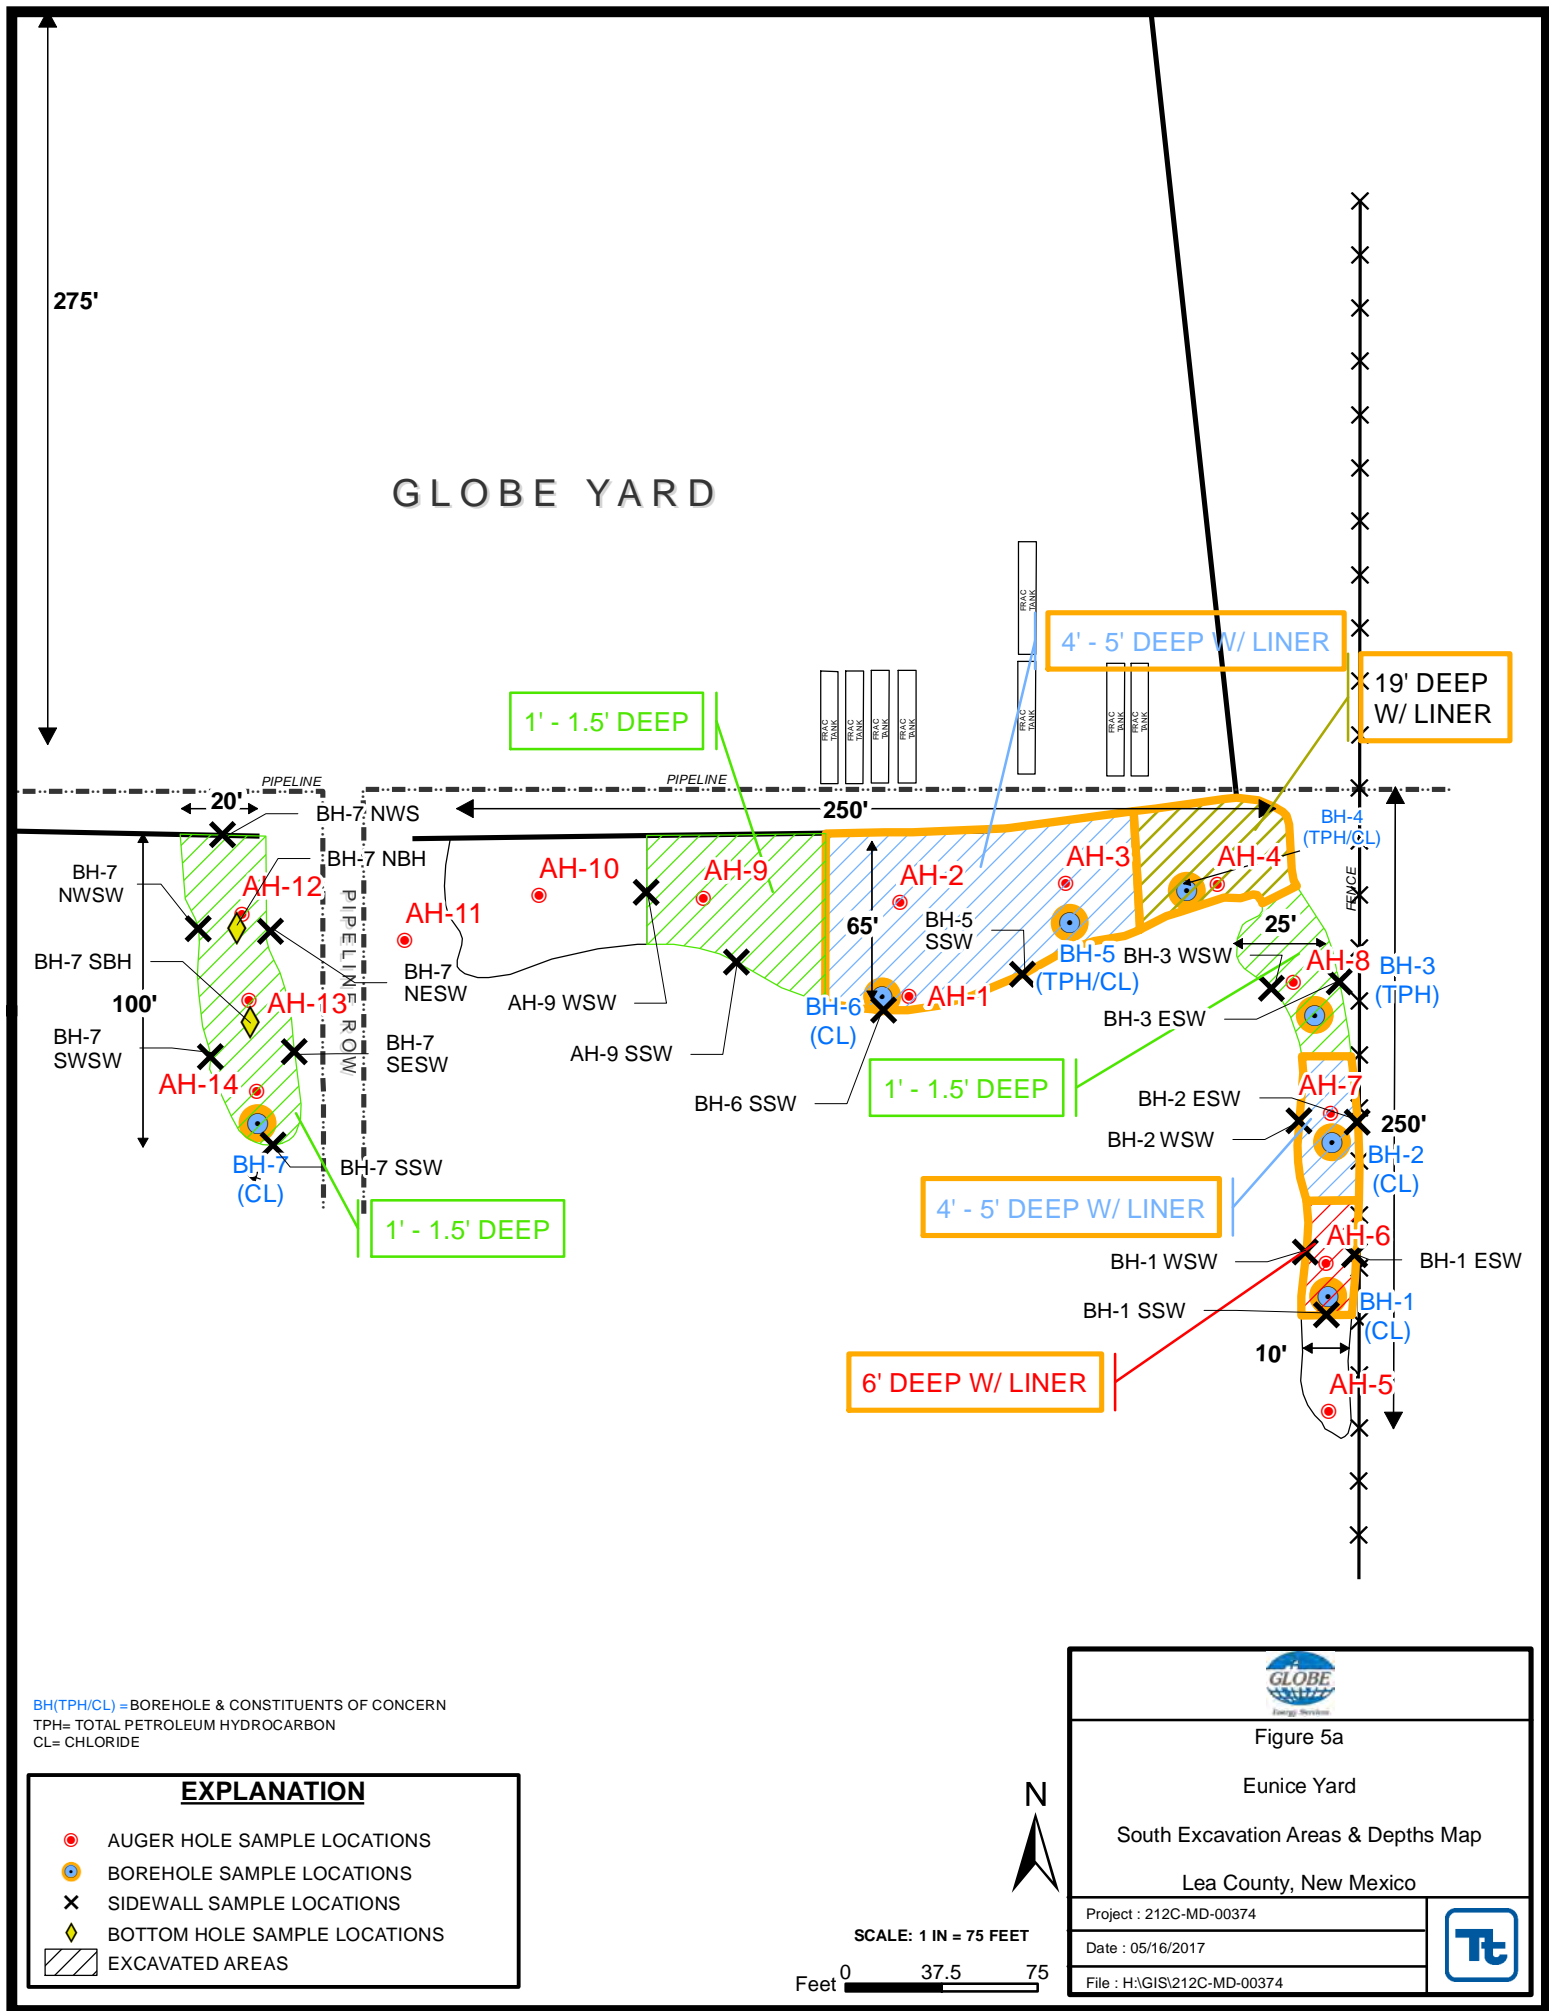 275'
GLOBE YARD
FRAC TANK
4' - 5' DEEP W/ LINER
19' DEEP
W/ LINER
1' - 1.5' DEEP
FRAC TANK
FRAC TANK
FRAC TANK
FRAC TANK
FRAC TANK
FRAC TANK
FRAC TANK
PIPELINE
PIPELINE
20'
250'
BH-7 NWS
BH-4
(TPH/CL)
BH-7 NBH
BH-7
NWSW
AH-12
AH-10
AH-9
AH-2
AH-3
AH-4
FENCE
PIPELINE ROW
AH-11
65'
BH-5
SSW
25'
BH-7 SBH
BH-7
NESW
BH-5
(TPH/CL)
BH-3 WSW
AH-8
BH-3
(TPH)
100'
AH-13
AH-9 WSW
BH-6
(CL)
AH-1
BH-3 ESW
BH-7
SWSW
BH-7
SESW
AH-9 SSW
AH-14
1' - 1.5' DEEP
AH-7
BH-6 SSW
BH-2 ESW
250'
BH-2 WSW
BH-7
(CL)
BH-7 SSW
BH-2
(CL)
1' - 1.5' DEEP
4' - 5' DEEP W/ LINER
AH-6
BH-1 WSW
BH-1 ESW
BH-1 SSW
BH-1
(CL)
10'
6' DEEP W/ LINER
AH-5
BH(TPH/CL) = BOREHOLE & CONSTITUENTS OF CONCERN
TPH= TOTAL PETROLEUM HYDROCARBON
CL= CHLORIDE
EXPLANATION
AUGER HOLE SAMPLE LOCATIONS
BOREHOLE SAMPLE LOCATIONS
SIDEWALL SAMPLE LOCATIONS
BOTTOM HOLE SAMPLE LOCATIONS
EXCAVATED AREAS
N
SCALE: 1 IN = 75 FEET
Feet
0 37.5 75
GLOBE
Energy Services
Figure 5a
Eunice Yard
South Excavation Areas & Depths Map
Lea County, New Mexico
Project : 212C-MD-00374
Date : 05/16/2017
File : H:\GIS\212C-MD-00374
Tt